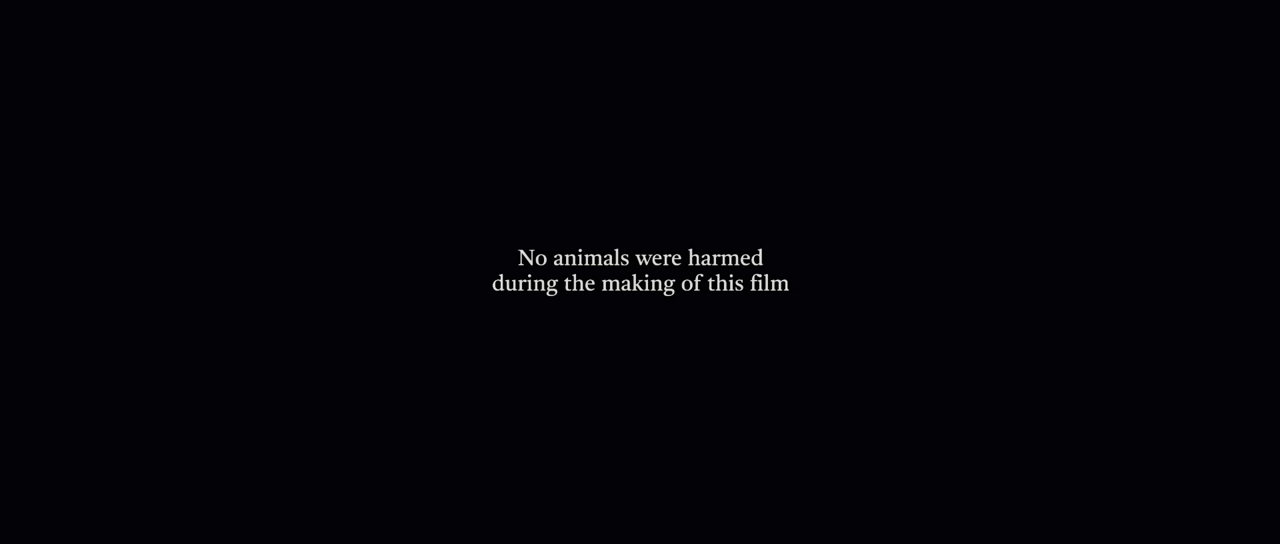 No animals were harmed
during the making of this film